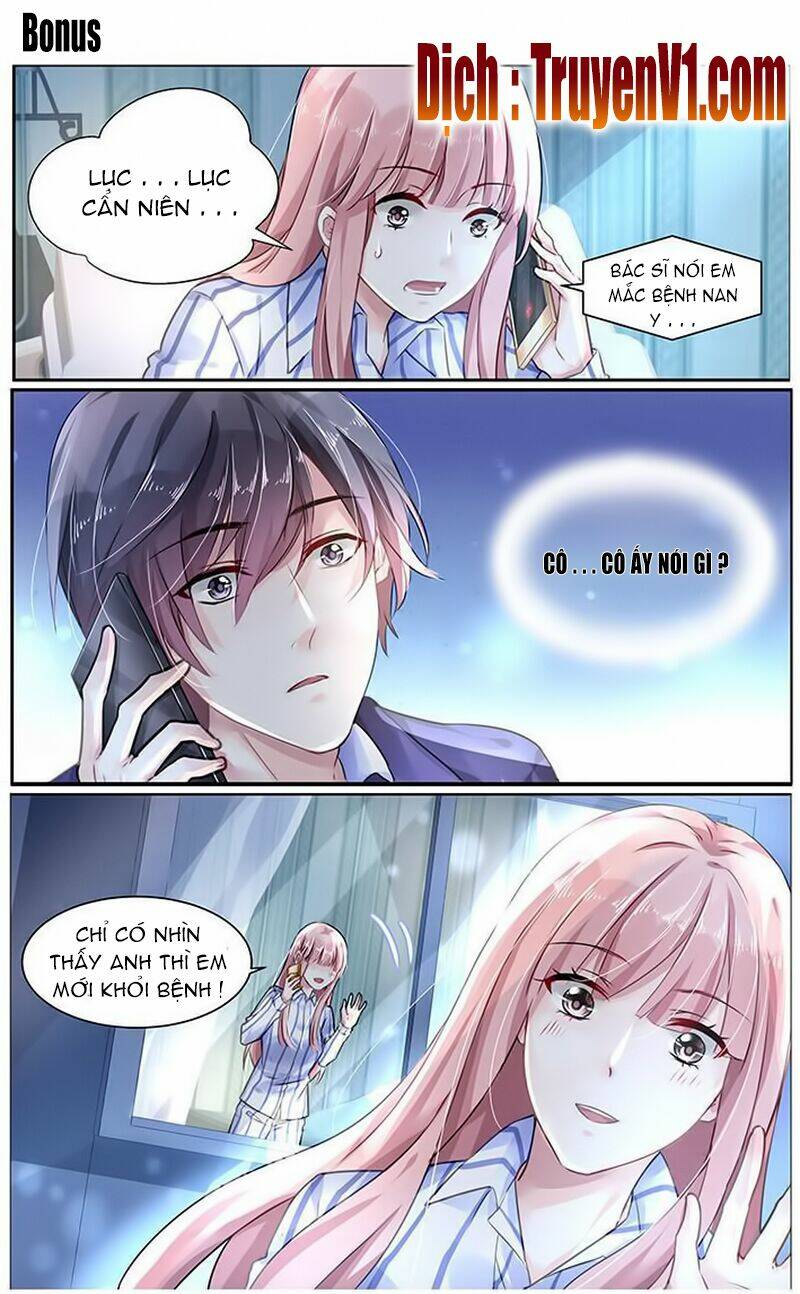 Bonus
Dịch : TruyenV1.com
LỤC . . . LỤC
CẨN NIÊN . . .
BÁC SĨ NÓI EM
MẮC BỆNH NAN
Y . . .
CÔ . . . CÔ ẤY NÓI GÌ ?
CHỈ CÓ NHÌN
THẤY ANH THÌ EM
MỚI KHỎI BỆNH !